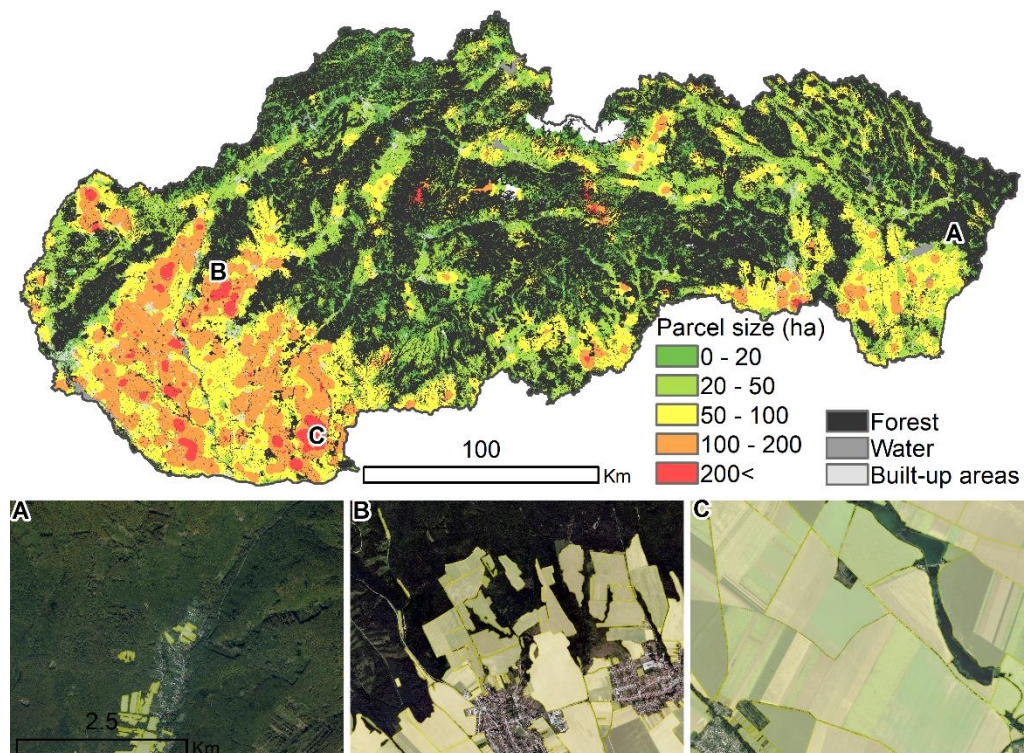 A
B
C
Parcel size (ha)
0 - 20
20 - 50
50 - 100
100 - 200
200<
Forest
Water
Built-up areas
100
Km
A
B
C
2.5
Km